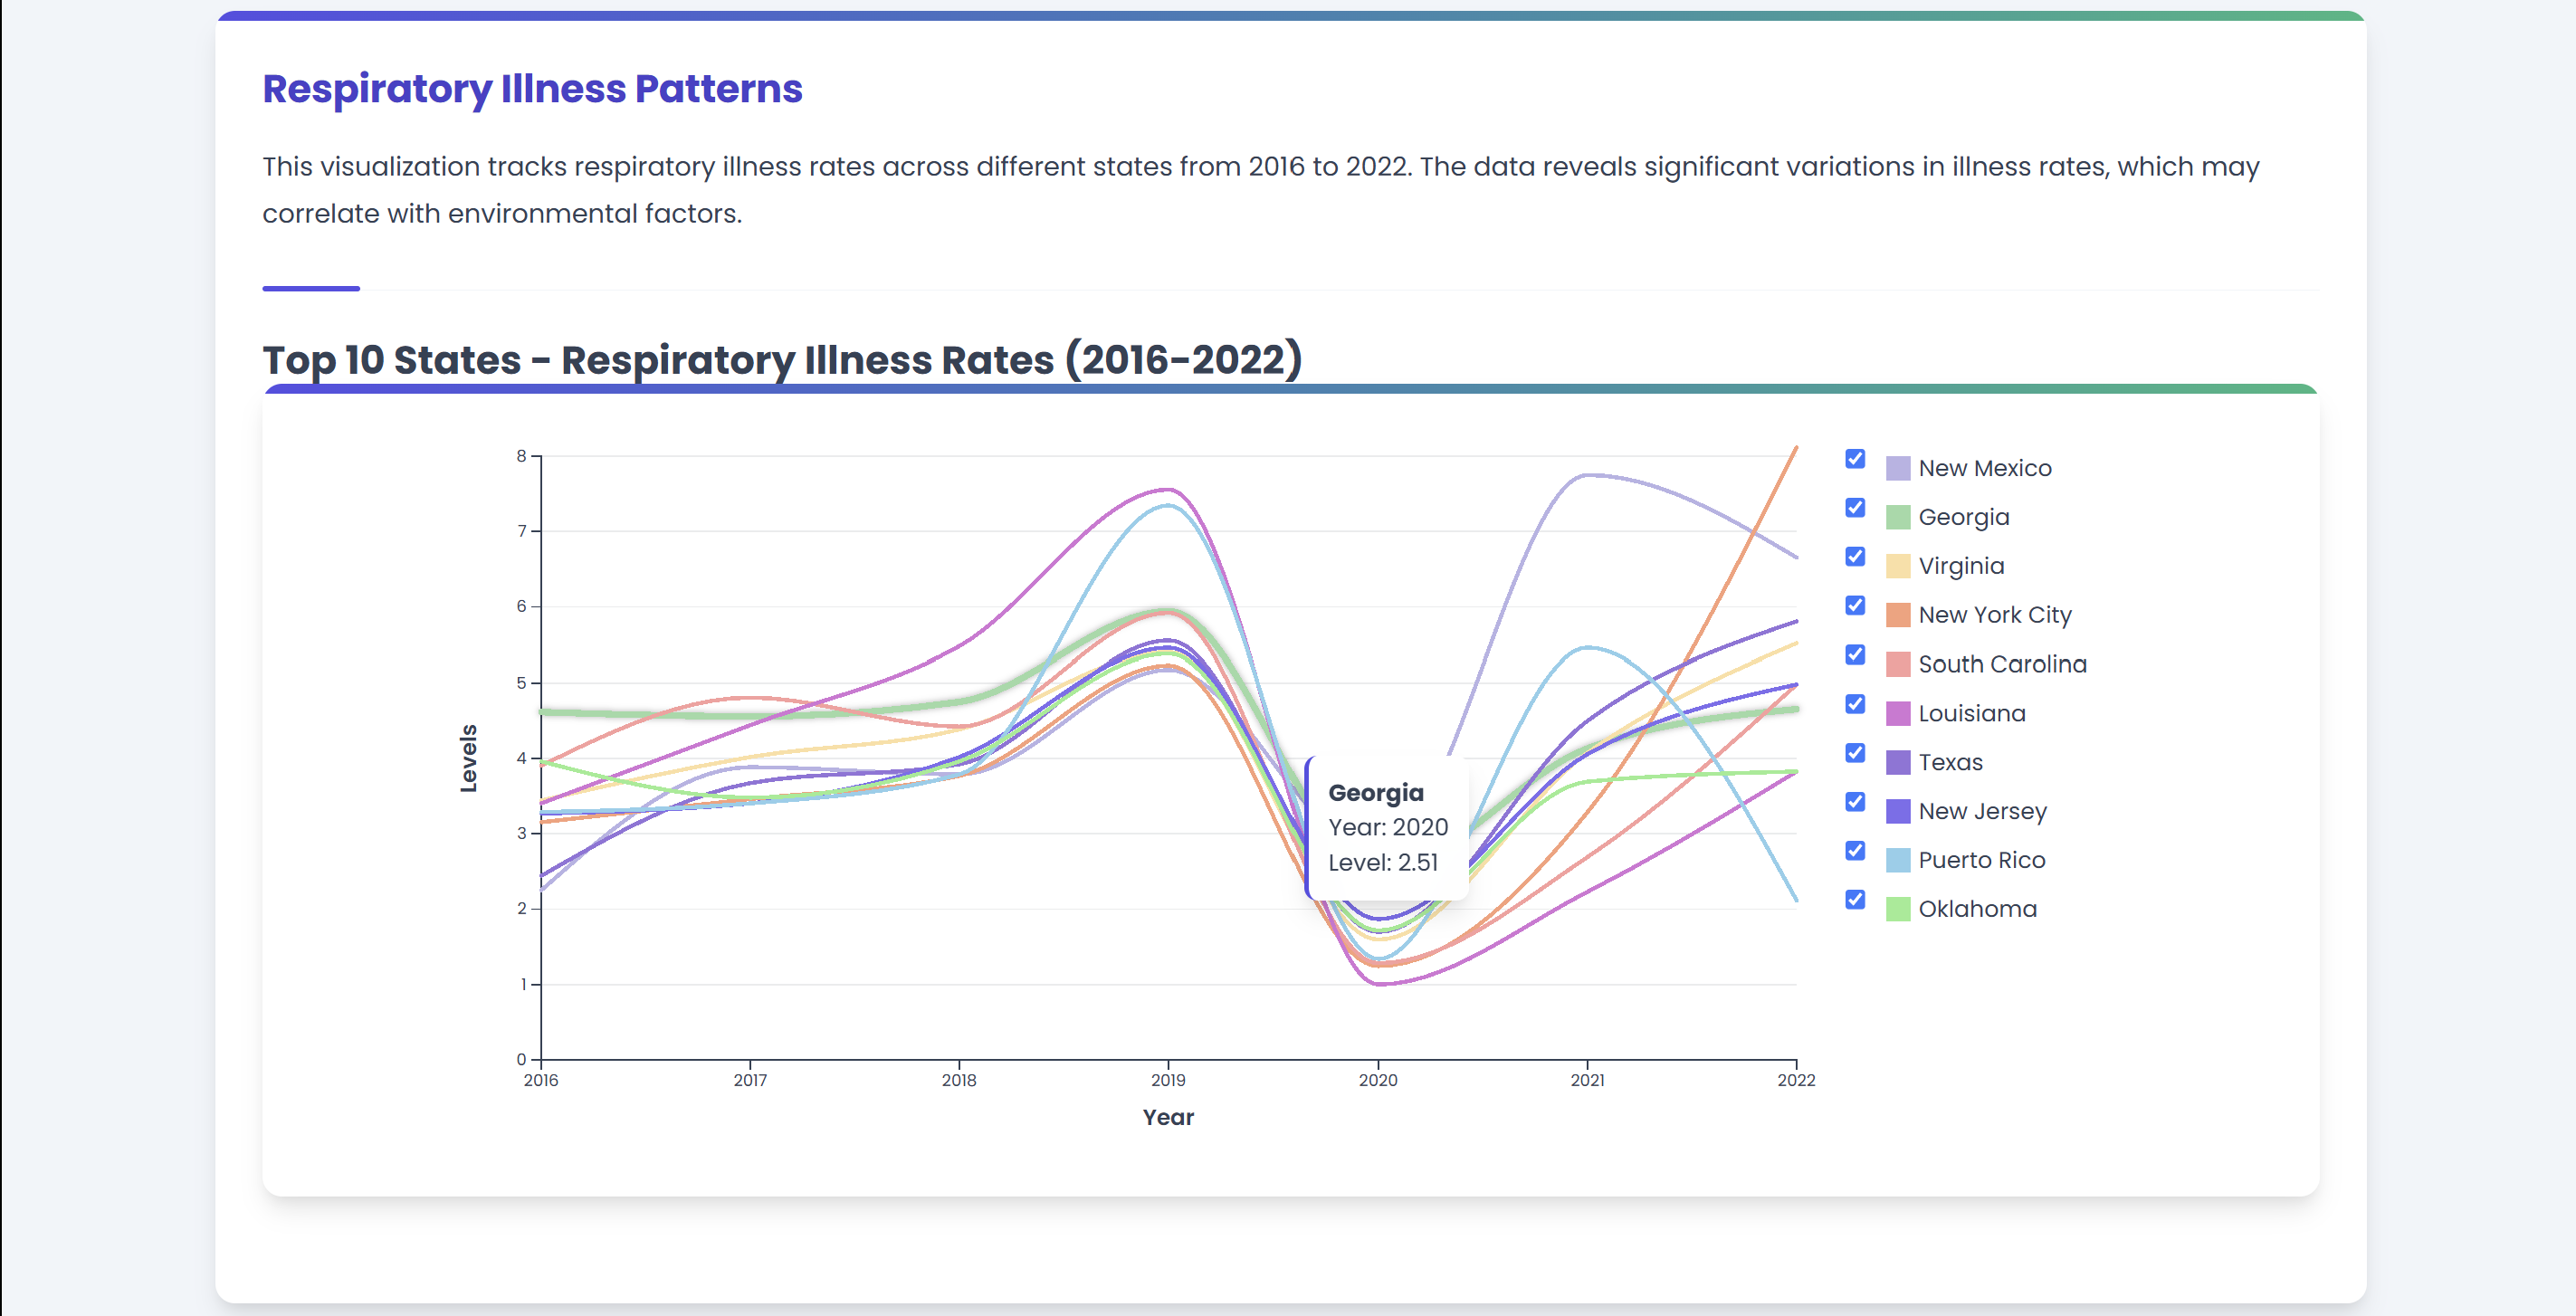 Respiratory Illness Patterns
This visualization tracks respiratory illness rates across different states from 2016 to 2022. The data reveals significant variations in illness rates, which may
correlate with environmental factors.
Top 10 States - Respiratory Illness Rates (2016-2022)
8
7
6
5
4
3
2
1
0
Levels
2016 2017 2018 2019 2020 2021 2022
Year
Georgia
Year: 2020
Level: 2.51
New Mexico
Georgia
Virginia
New York City
South Carolina
Louisiana
Texas
New Jersey
Puerto Rico
Oklahoma